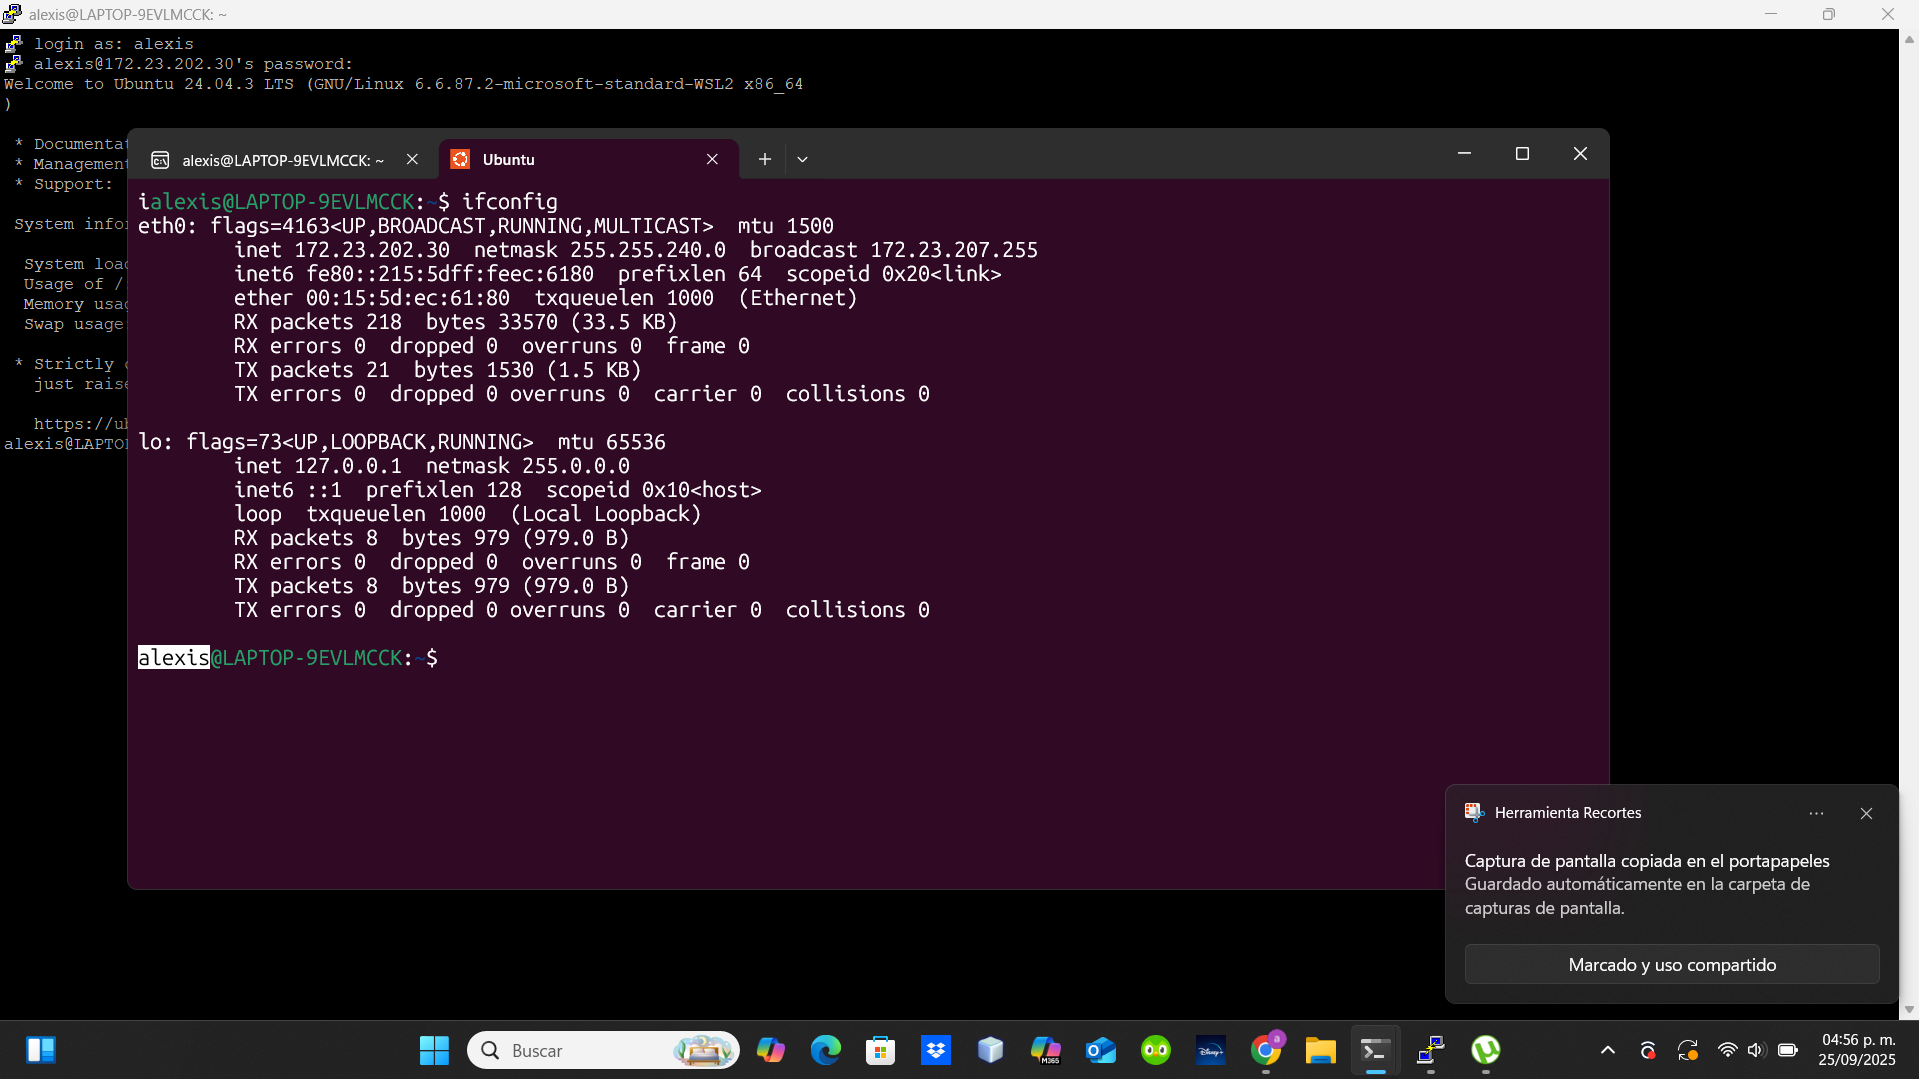 alexis@LAPTOP-9EVLMCCK: ~
login as: alexis
alexis@172.23.202.30's password:
Welcome to Ubuntu 24.04.3 LTS (GNU/Linux 6.6.87.2-microsoft-standard-WSL2 x86_64
)
* Documentat
* Management
* Support:
System infor
System load
Usage of /
Memory usag
Swap usage
* Strictly
just raise
https://ub
alexis@LAPTO
alexis@LAPTOP-9EVLMCCK: ~
Ubuntu
ialexis@LAPTOP-9EVLMCCK:~$ ifconfig
eth0: flags=4163<UP,BROADCAST,RUNNING,MULTICAST>  mtu 1500
inet 172.23.202.30  netmask 255.255.240.0  broadcast 172.23.207.255
inet6 fe80::215:5dff:feec:6180  prefixlen 64  scopeid 0x20<link>
ether 00:15:5d:ec:61:80  txqueuelen 1000  (Ethernet)
RX packets 218  bytes 33570 (33.5 KB)
RX errors 0  dropped 0  overruns 0  frame 0
TX packets 21  bytes 1530 (1.5 KB)
TX errors 0  dropped 0 overruns 0  carrier 0  collisions 0
lo: flags=73<UP,LOOPBACK,RUNNING>  mtu 65536
inet 127.0.0.1  netmask 255.0.0.0
inet6 ::1  prefixlen 128  scopeid 0x10<host>
loop  txqueuelen 1000  (Local Loopback)
RX packets 8  bytes 979 (979.0 B)
RX errors 0  dropped 0  overruns 0  frame 0
TX packets 8  bytes 979 (979.0 B)
TX errors 0  dropped 0 overruns 0  carrier 0  collisions 0
alexis@LAPTOP-9EVLMCCK:~$
Herramienta Recortes
Captura de pantalla copiada en el portapapeles
Guardado automáticamente en la carpeta de
capturas de pantalla.
Marcado y uso compartido
Buscar
M365
Disney+
a
04:56 p. m.
25/09/2025